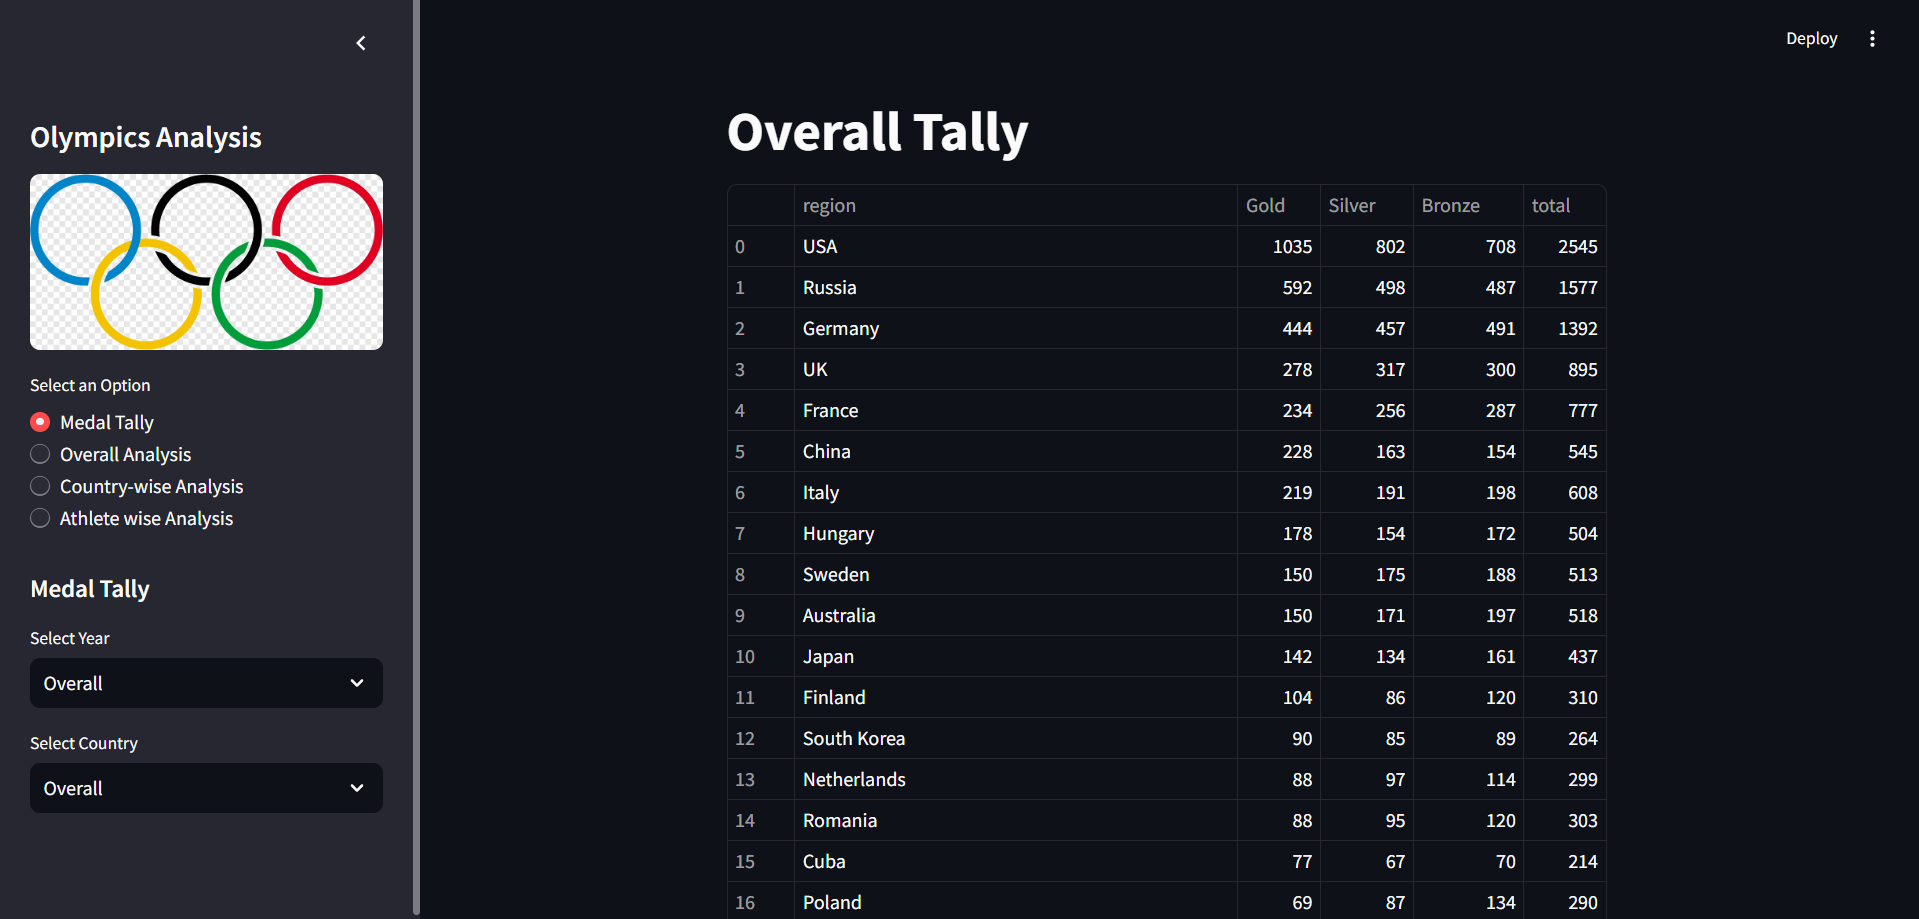 Deploy
Olympics Analysis
Select an Option
Medal Tally
Overall Analysis
Country-wise Analysis
Athlete wise Analysis
Medal Tally
Select Year
Overall
Select Country
Overall
Overall Tally
region Gold Silver Bronze total
0 USA 1035 802 708 2545
1 Russia 592 498 487 1577
2 Germany 444 457 491 1392
3 UK 278 317 300 895
4 France 234 256 287 777
5 China 228 163 154 545
6 Italy 219 191 198 608
7 Hungary 178 154 172 504
8 Sweden 150 175 188 513
9 Australia 150 171 197 518
10 Japan 142 134 161 437
11 Finland 104 86 120 310
12 South Korea 90 85 89 264
13 Netherlands 88 97 114 299
14 Romania 88 95 120 303
15 Cuba 77 67 70 214
16 Poland 69 87 134 290